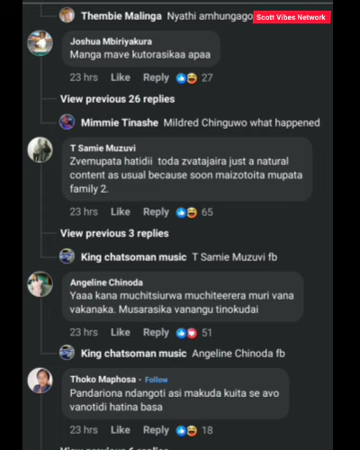 Thembie Malinga Nyathi amhungago
Scott Vibes Network
Joshua Mbiriyakura
Manga mave kutorasikaa apaa
23 hrs Like Reply 27
View previous 26 replies
Mimmie Tinashe Mildred Chinguwo what happened
T Samie Muzuvi
Zvemupata hatidii toda zvatajaira just a natural
content as usual because soon maizotoita mupata
family 2.
23 hrs Like Reply 65
View previous 3 replies
King chatsoman music T Samie Muzuvi fb
Angeline Chinoda
Yaaa kana muchitsiurwa muchiteerera muri vana
vakanaka. Musarasika vanangu tinokudai
23 hrs Like Reply 51
King chatsoman music Angeline Chinoda fb
Thoko Maphosa · Follow
Pandariona ndangoti asi makuda kuita se avo
vanotidi hatina basa
23 hrs Like Reply 18